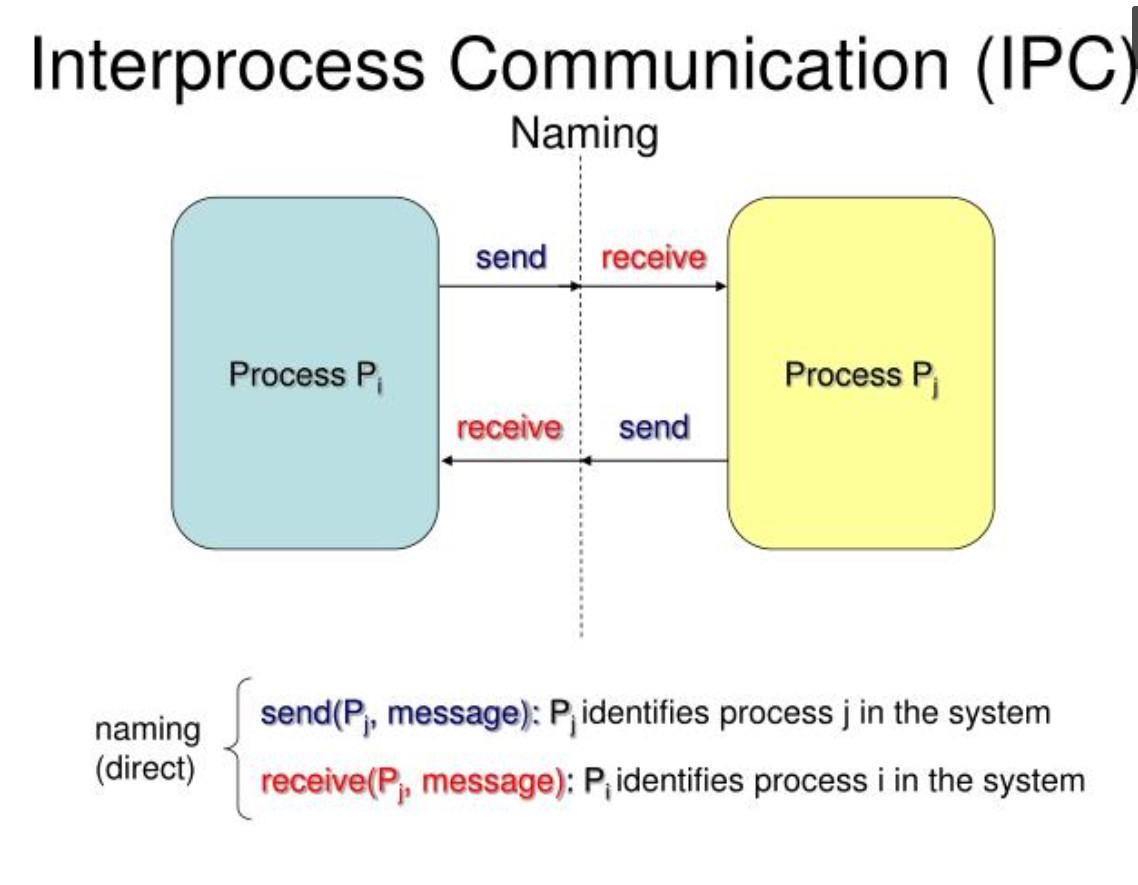 Interprocess Communication (IPC)
Naming
send receive
Process Pi Process Pj
receive send
naming
(direct)
send(Pj, message): Pj identifies process j in the system
receive(Pj, message): Pi identifies process i in the system